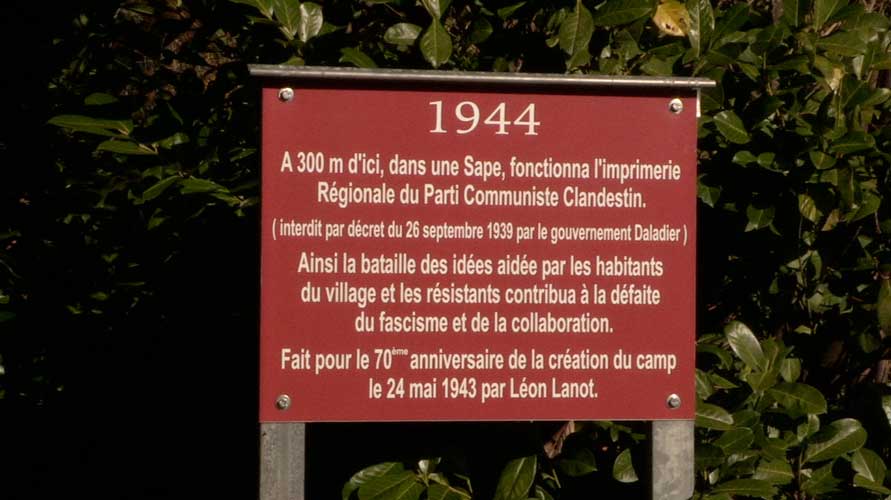 1944
A 300 m d'ici, dans une Sape, fonctionna l'imprimerie
Régionale du Parti Communiste Clandestin.
( interdit par décret du 26 septembre 1939 par le gouvernement Daladier )
Ainsi la bataille des idées aidée par les habitants
du village et les résistants contribua à la défaite
du fascisme et de la collaboration.
Fait pour le 70ème anniversaire de la création du camp
le 24 mai 1943 par Léon Lanot.